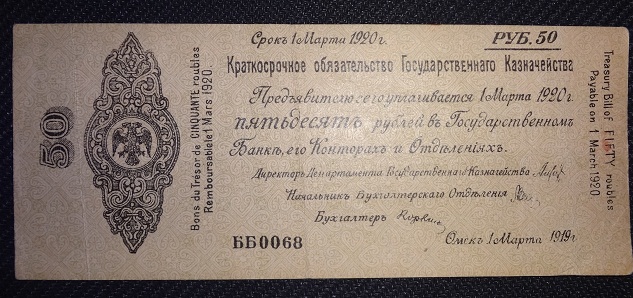 Срокъ 1 Марта 1920 г.
РУБ. 50
Краткосрочное обязательство Государственнаго Казначейства
Предъявителю сего уплачивается 1 Марта 1920 г.
пятьдесятъ рублей въ Государственномъ
Банкѣ, его Конторахъ и Отдѣленіяхъ.
Директоръ Департамента Государственнаго Казначейства
Начальникъ Бухгалтерскаго Отдѣленія
Бухгалтеръ
ББ0068
Омскъ 1 Марта 1919 г.
50
Bons du Trésor de CINQUANTE roubles
Remboursable 1 Mars 1920.
Treasury Bill of FIFTY roubles
Payable on 1 March 1920